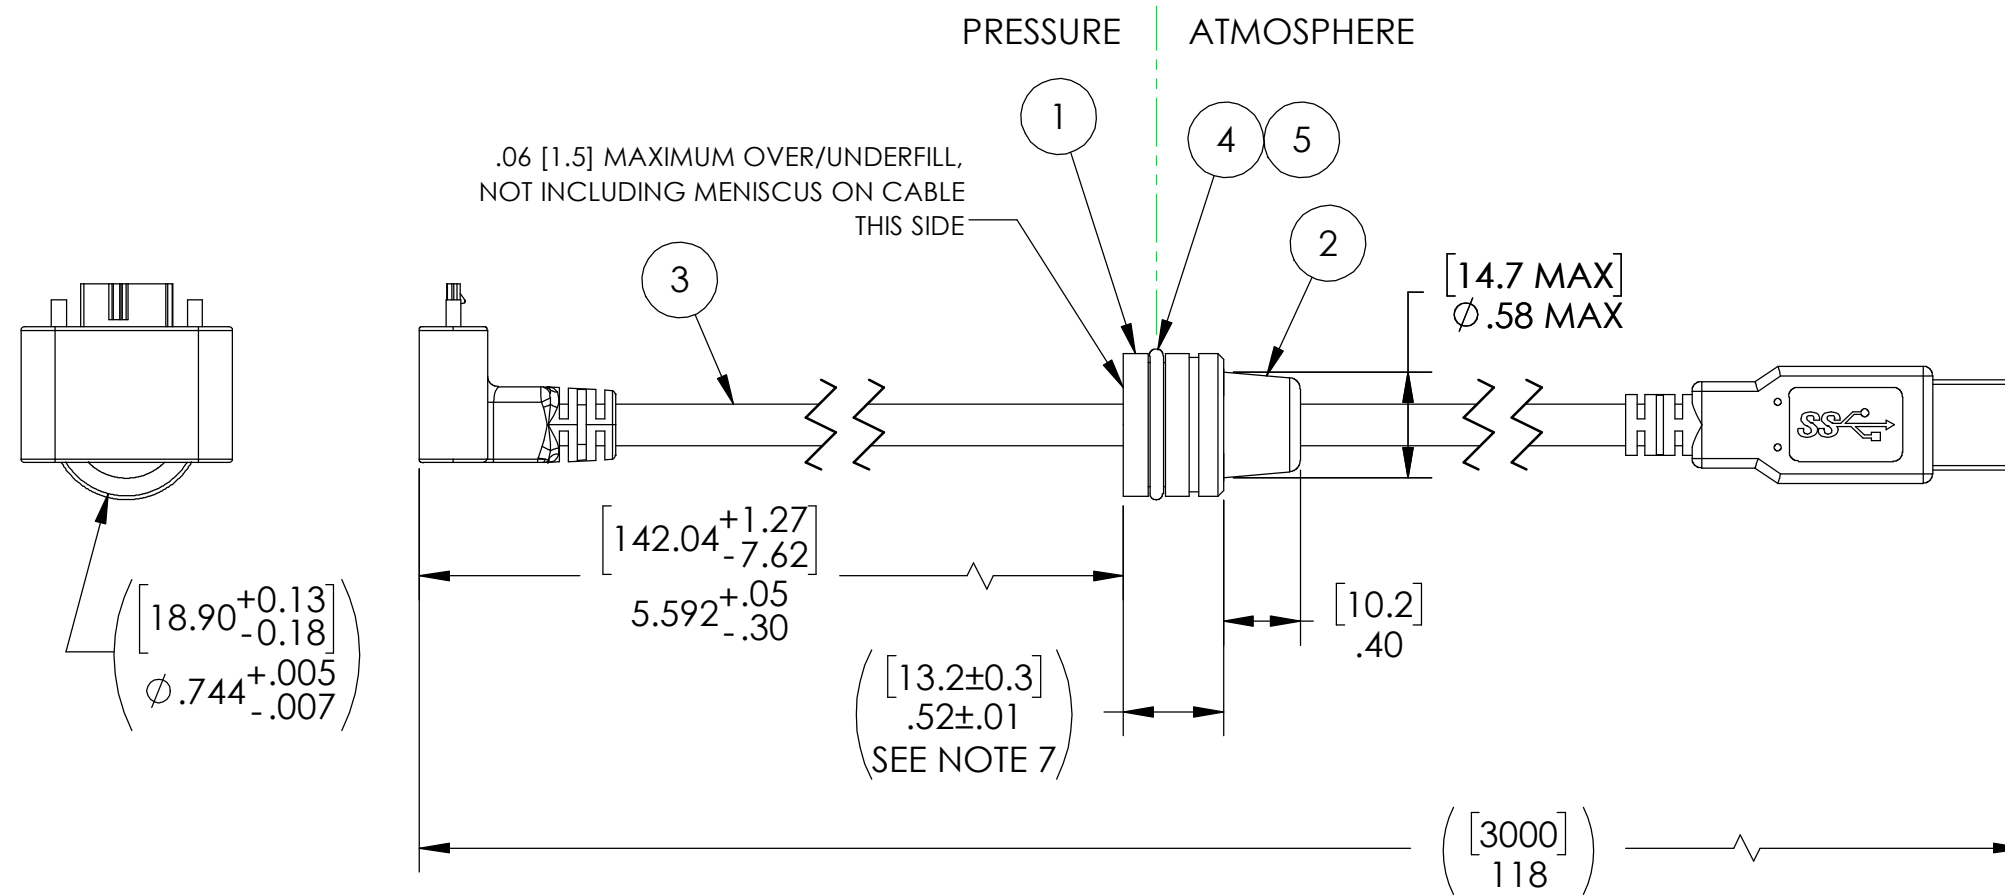 PRESSURE
ATMOSPHERE
1
4
5
.06 [1.5] MAXIMUM OVER/UNDERFILL,
NOT INCLUDING MENISCUS ON CABLE
THIS SIDE
2
3
[14.7 MAX]
∅.58 MAX
SS
[142.04 +1.27 -7.62]
5.592 +.05 -.30
([18.90 +0.13 -0.18]
∅.744 +.005 -.007)
[10.2]
.40
([13.2±0.3]
.52±.01
SEE NOTE 7)
([3000]
118)